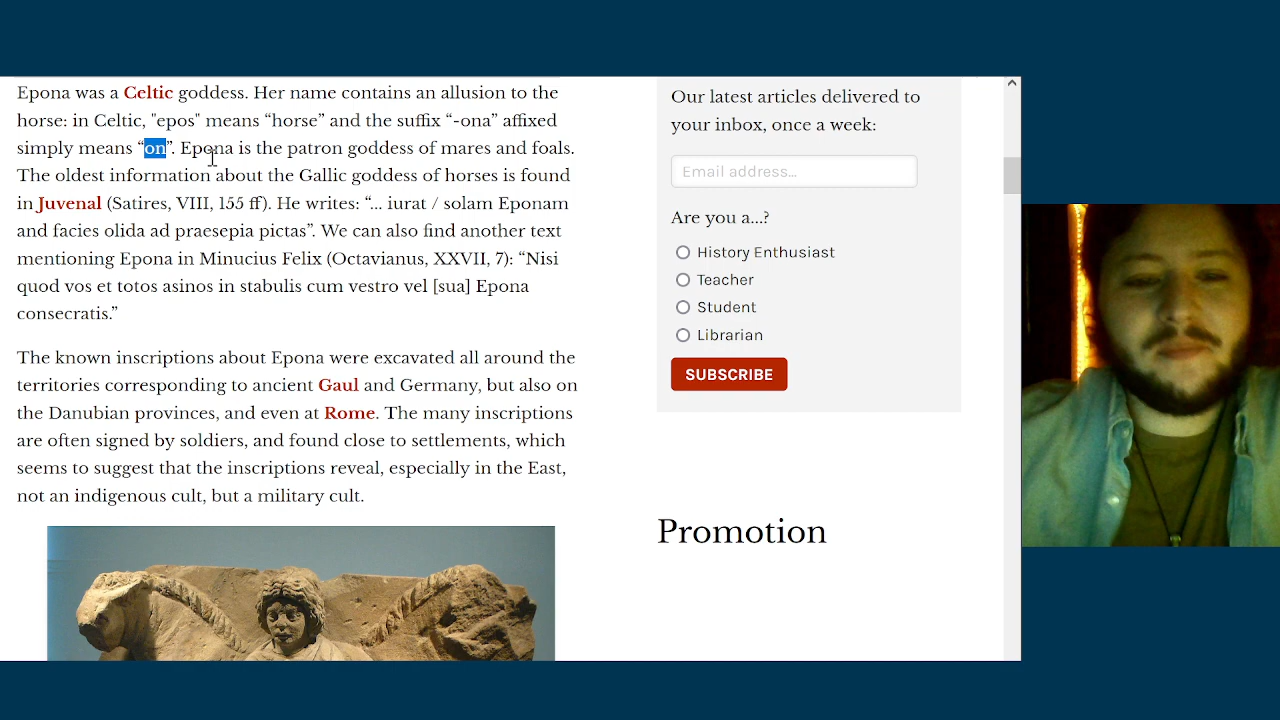 Epona was a Celtic goddess. Her name contains an allusion to the
horse: in Celtic, "epos" means “horse” and the suffix “-ona” affixed
simply means “on”. Epona is the patron goddess of mares and foals.
The oldest information about the Gallic goddess of horses is found
in Juvenal (Satires, VIII, 155 ff). He writes: “... iurat / solam Eponam
and facies olida ad praesepia pictas”. We can also find another text
mentioning Epona in Minucius Felix (Octavianus, XXVII, 7): “Nisi
quod vos et totos asinos in stabulis cum vestro vel [sua] Epona
consecratis.”
The known inscriptions about Epona were excavated all around the
territories corresponding to ancient Gaul and Germany, but also on
the Danubian provinces, and even at Rome. The many inscriptions
are often signed by soldiers, and found close to settlements, which
seems to suggest that the inscriptions reveal, especially in the East,
not an indigenous cult, but a military cult.
Our latest articles delivered to
your inbox, once a week:
Email address...
Are you a...?
History Enthusiast
Teacher
Student
Librarian
SUBSCRIBE
Promotion